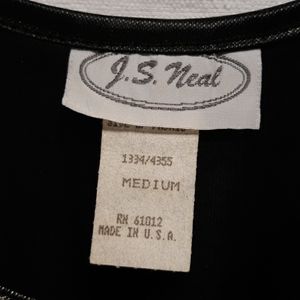 J.S. Neal
1334/4355
MEDIUM
RN 61012
MADE IN U.S.A.